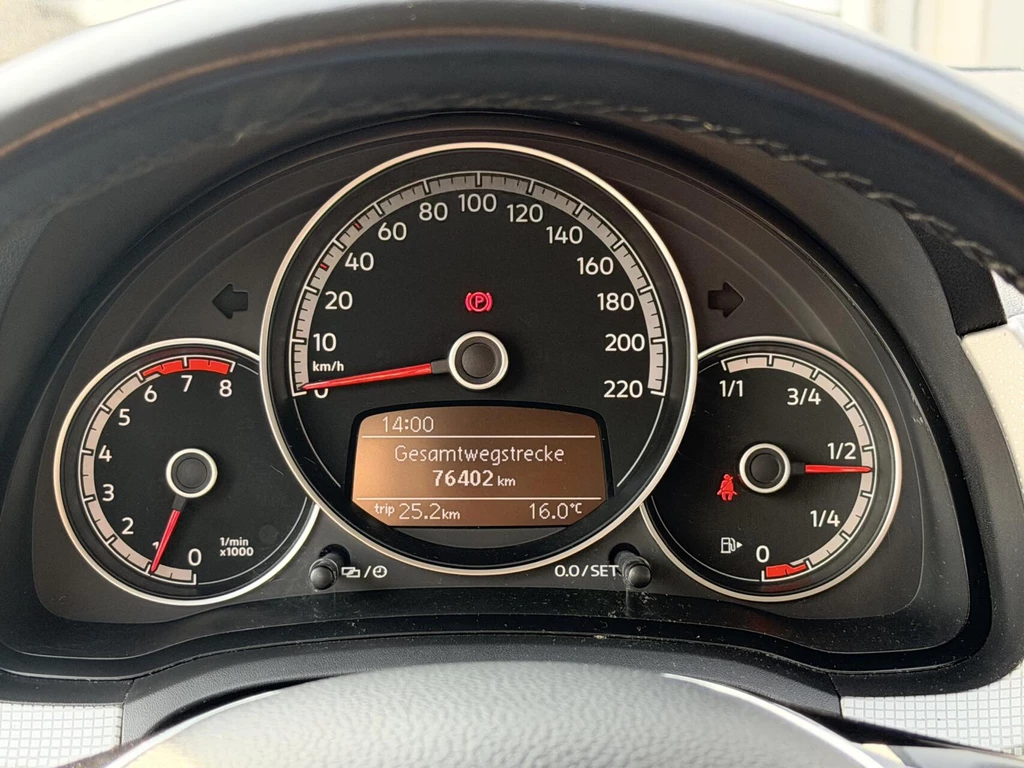 80 100 120
60 140
40 160
20 180
10 200
km/h
0 220
P
14:00
Gesamtwegstrecke
76402 km
trip 25.2 km 16.0°C
6 7 8
5
4
3
2
1
0
1/min
x1000
1/1 3/4
1/2
1/4
0
0.0/SET